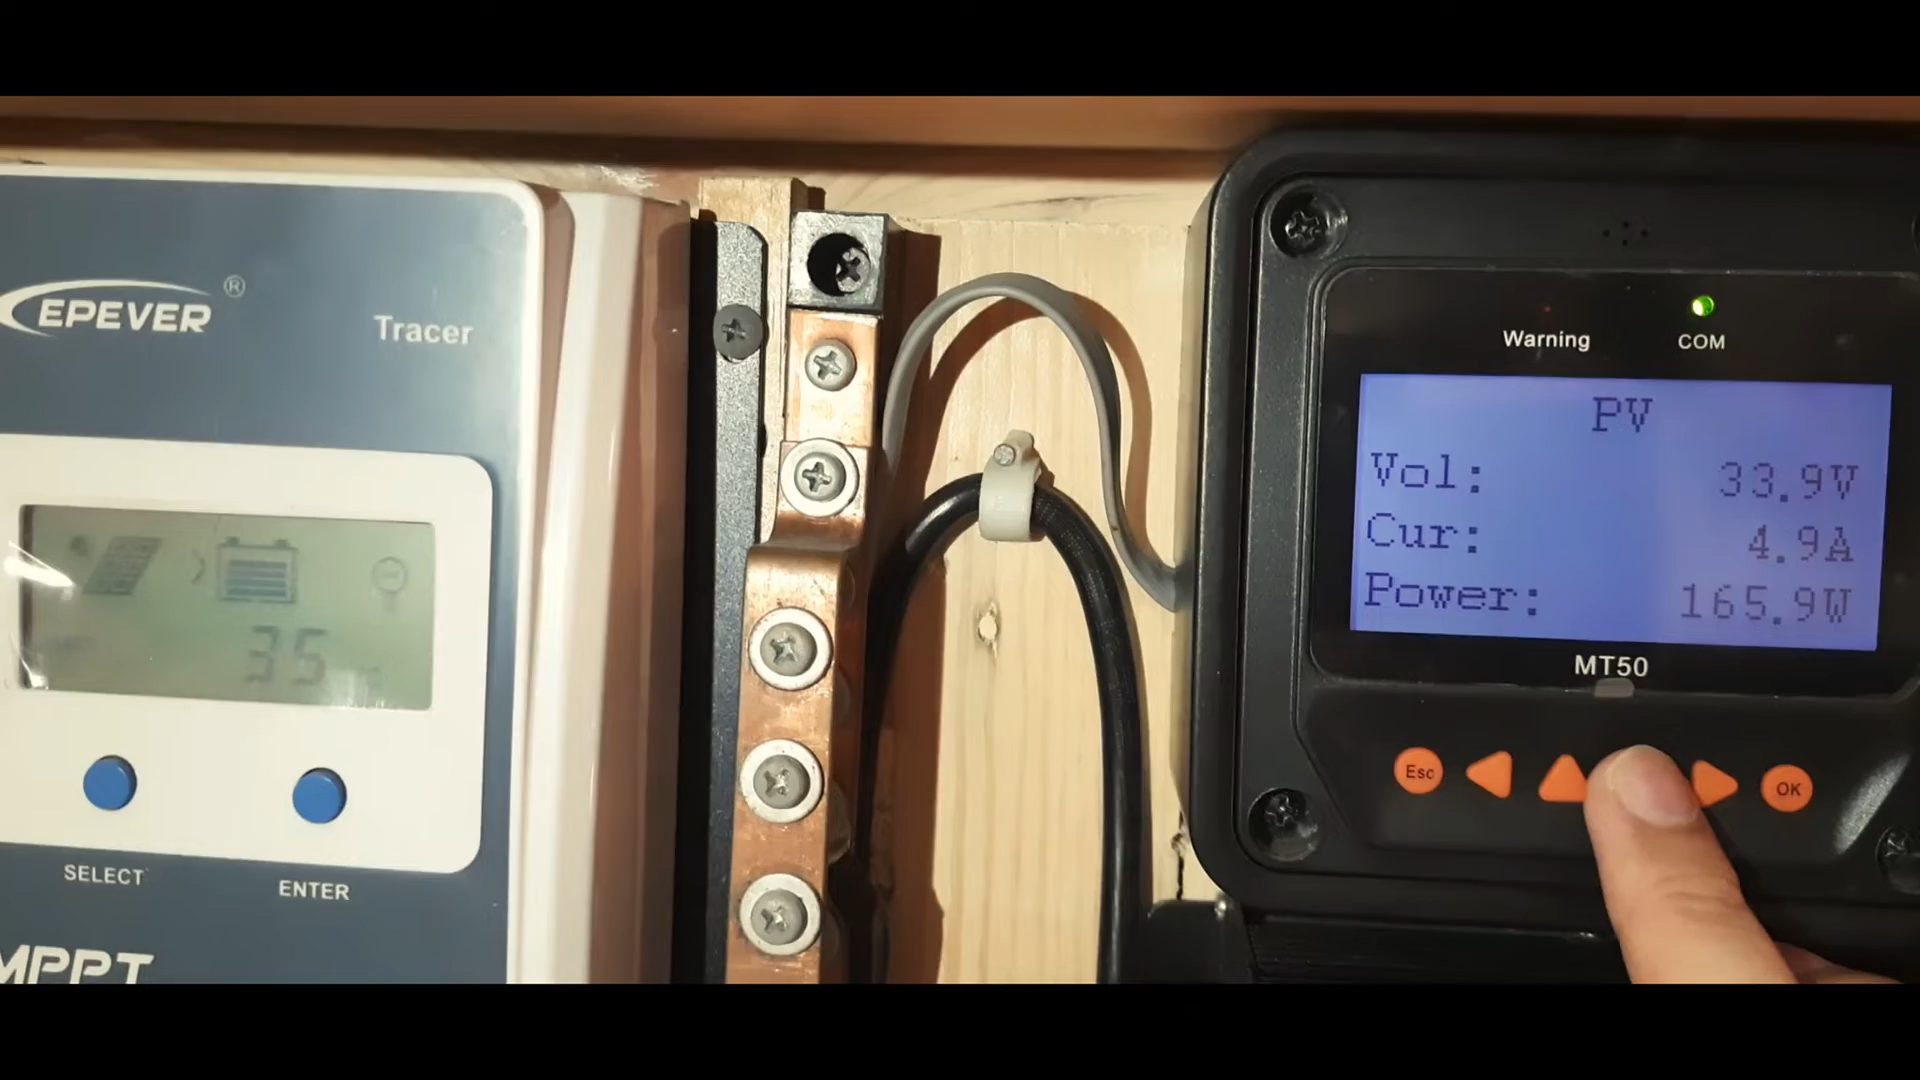 EPEVER®
Tracer
35
SELECT
ENTER
MPPT
Warning
COM
PV
Vol: 33.9V
Cur: 4.9A
Power: 165.9W
MT50
Esc
OK